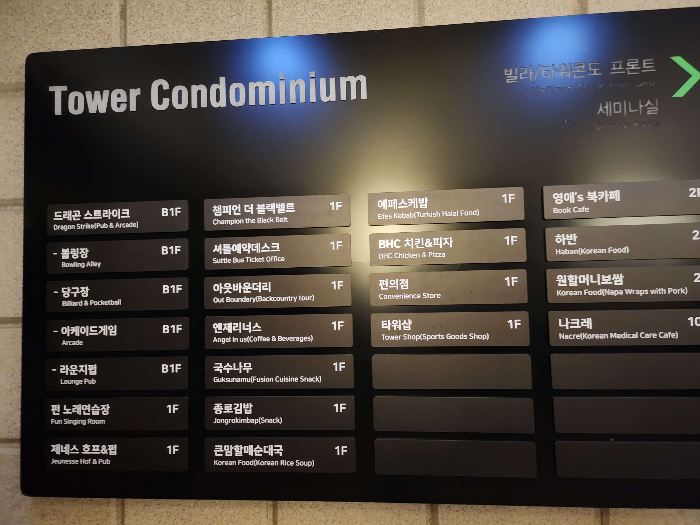 Tower Condominium
빌라/타워콘도 프론트
세미나실
드래곤 스트라이크 B1F
Dragon Strike(Pub & Arcade)
- 볼링장 B1F
Bowling Alley
- 당구장 B1F
Billiard & Pocketball
- 아케이드게임 B1F
Arcade
- 라운지펍 B1F
Lounge Pub
펀 노래연습장 1F
Fun Singing Room
제네스 호프&펍 1F
Jeunesse Hof & Pub
챔피언 더 블랙벨트 1F
Champion the Black Belt
셔틀예약데스크 1F
Suttle Bus Ticket Office
아웃바운더리 1F
Out Boundary(Backcountry tour)
엔제리너스 1F
Angel in us(Coffee & Beverages)
국수나무 1F
Guksunamu(Fusion Cuisine Snack)
종로김밥 1F
Jongrokimbap(Snack)
큰맘할매순대국 1F
Korean Food(Korean Rice Soup)
에페스케밥 1F
Efes Kebab(Turkish Halal Food)
BHC 치킨&피자 1F
BHC Chicken & Pizza
편의점 1F
Convenience Store
타워샵 1F
Tower Shop(Sports Goods Shop)
영애's 북카페
Book Cafe
하반 2
Haban(Korean Food)
원할머니보쌈 2
Korean Food(Napa Wraps with Pork)
나크레 10
Nacre(Korean Medical Care Cafe)